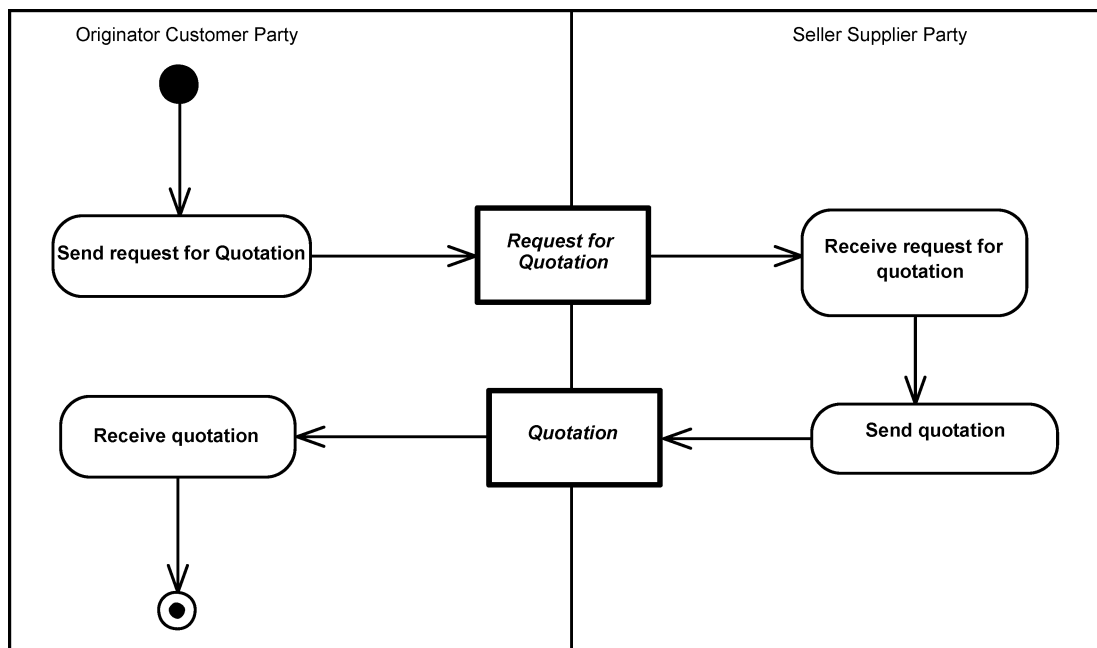 Originator Customer Party
Seller Supplier Party
Send request for Quotation
Request for
Quotation
Receive request for
quotation
Receive quotation
Quotation
Send quotation